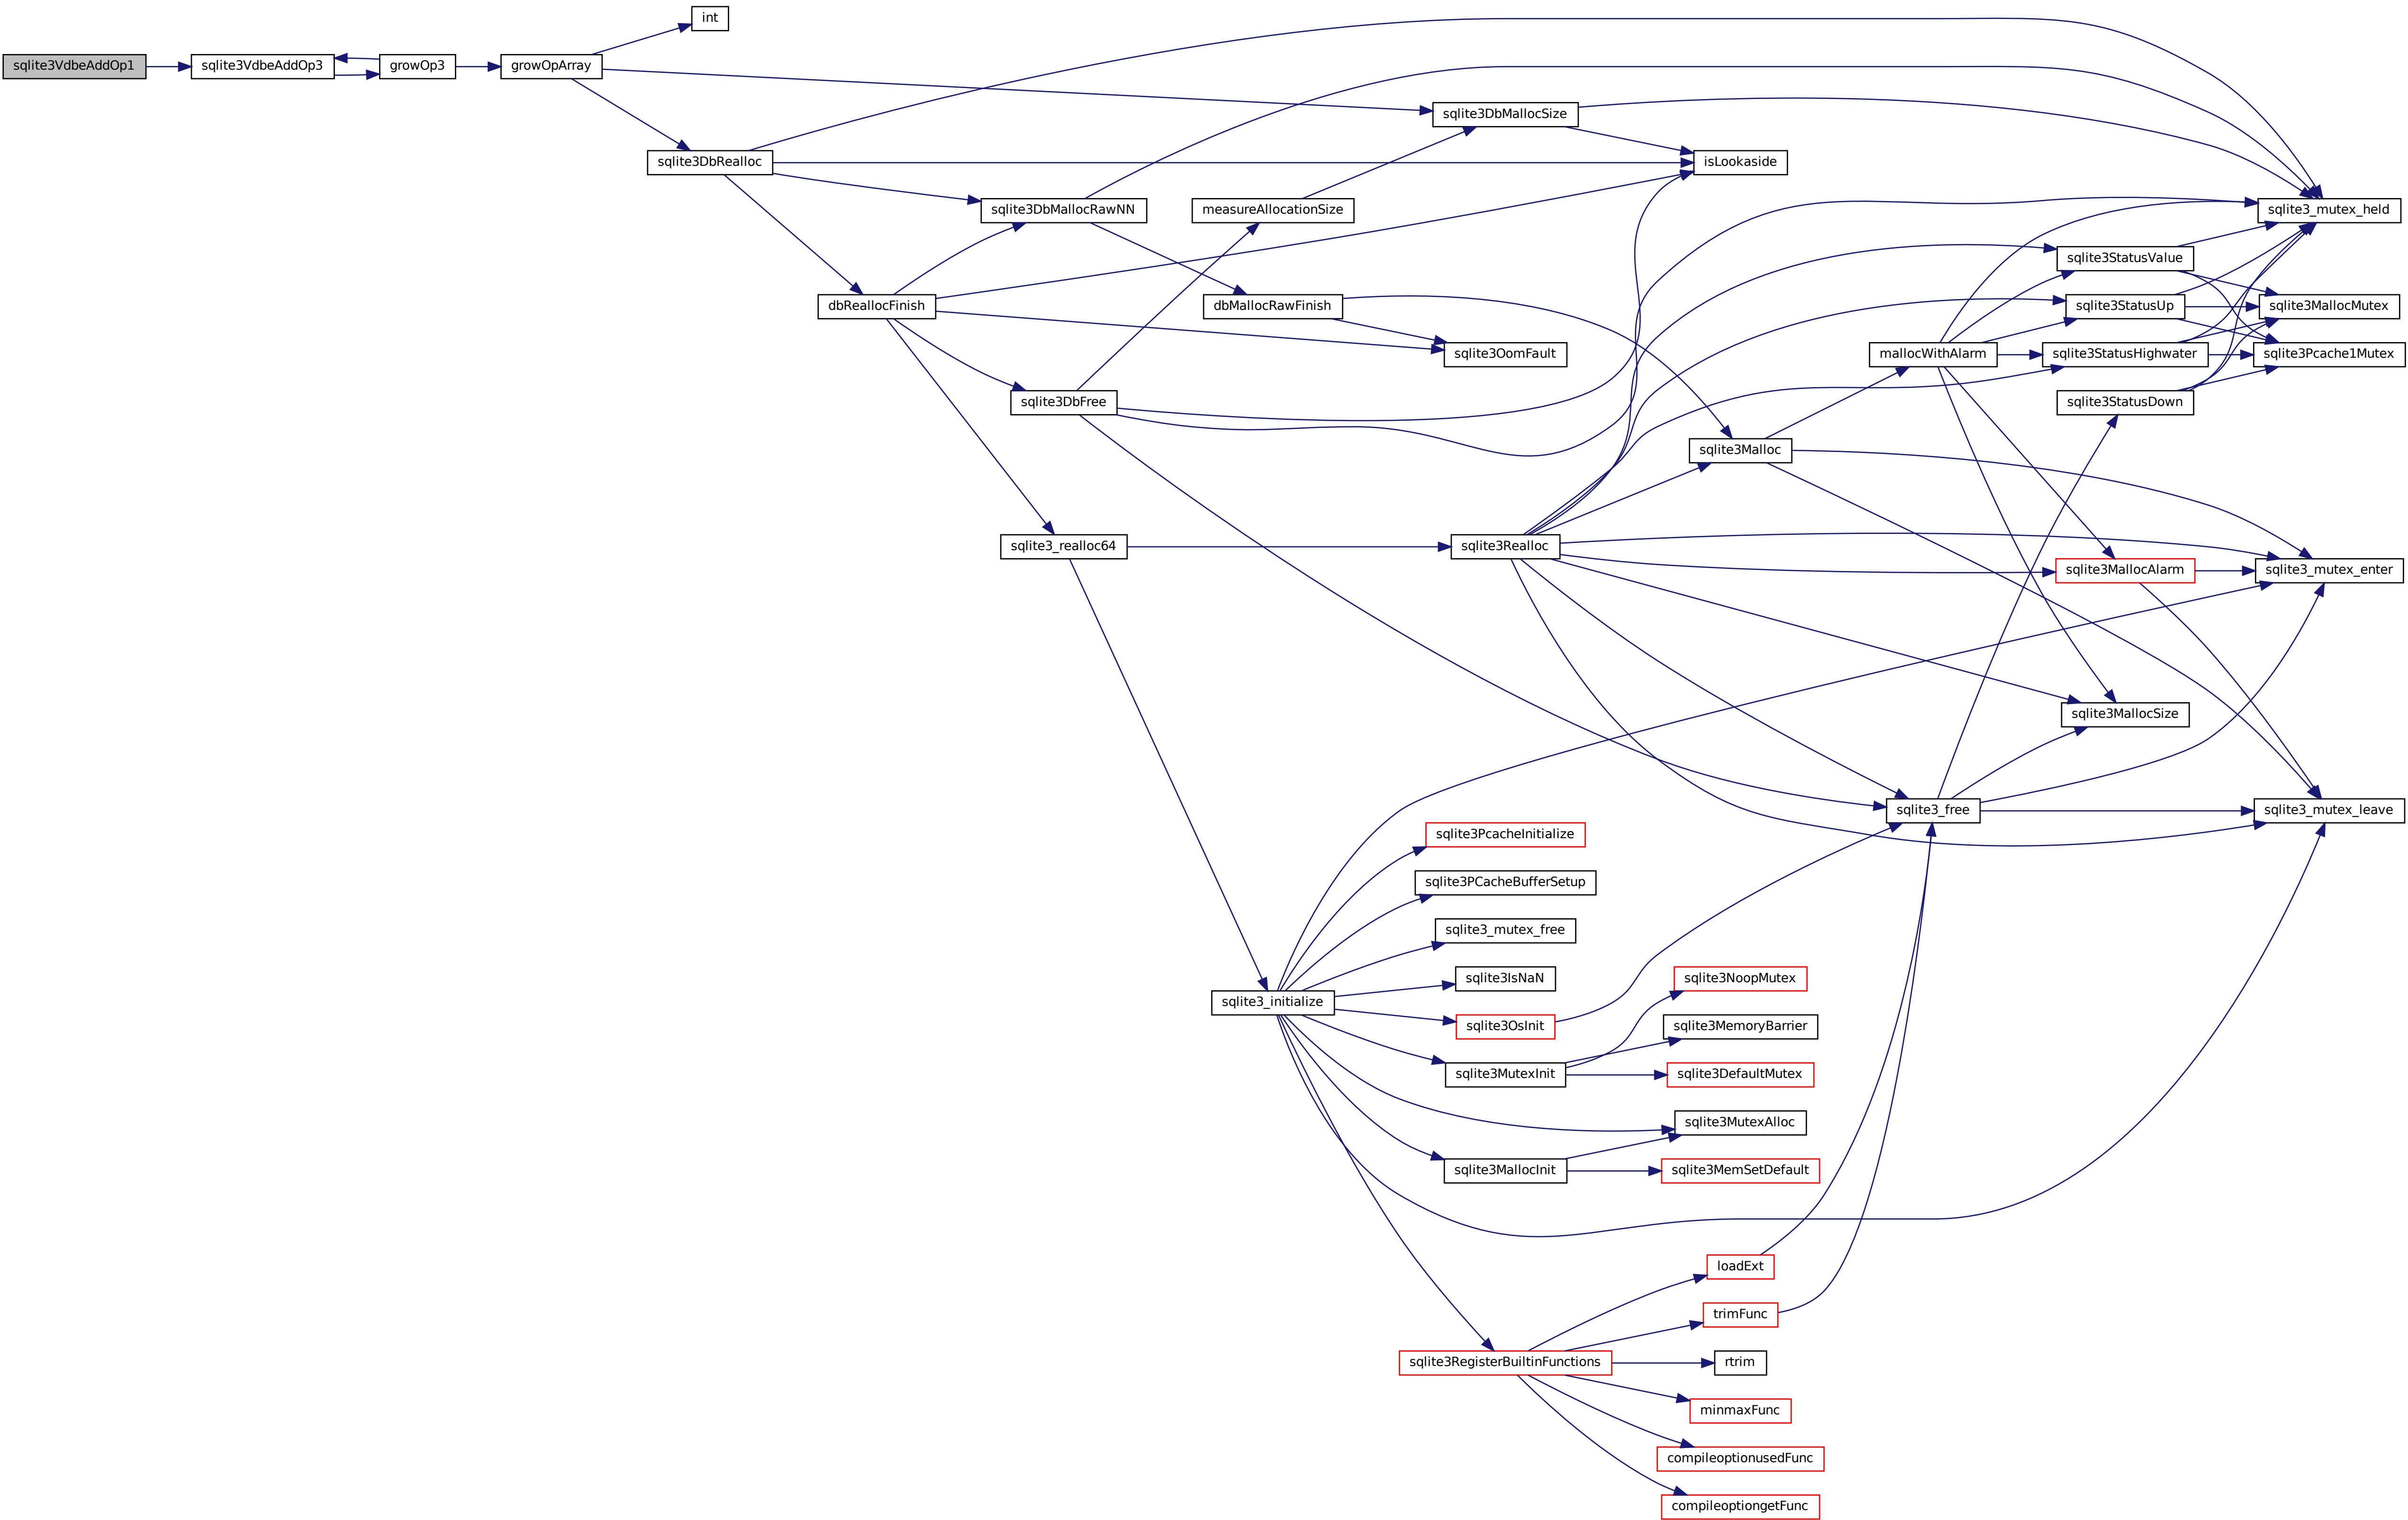 int
sqlite3VdbeAddOp1
sqlite3VdbeAddOp3
growOp3
growOpArray
sqlite3DbMallocSize
sqlite3DbRealloc
isLookaside
sqlite3DbMallocRawNN
measureAllocationSize
sqlite3_mutex_held
sqlite3StatusValue
dbReallocFinish
dbMallocRawFinish
sqlite3StatusUp
sqlite3MallocMutex
sqlite3OomFault
mallocWithAlarm
sqlite3StatusHighwater
sqlite3Pcache1Mutex
sqlite3DbFree
sqlite3StatusDown
sqlite3Malloc
sqlite3_realloc64
sqlite3Realloc
sqlite3MallocAlarm
sqlite3_mutex_enter
sqlite3MallocSize
sqlite3_free
sqlite3_mutex_leave
sqlite3PcacheInitialize
sqlite3PCacheBufferSetup
sqlite3_mutex_free
sqlite3IsNaN
sqlite3NoopMutex
sqlite3_initialize
sqlite3OsInit
sqlite3MemoryBarrier
sqlite3MutexInit
sqlite3DefaultMutex
sqlite3MutexAlloc
sqlite3MallocInit
sqlite3MemSetDefault
loadExt
trimFunc
sqlite3RegisterBuiltinFunctions
rtrim
minmaxFunc
compileoptionusedFunc
compileoptiongetFunc